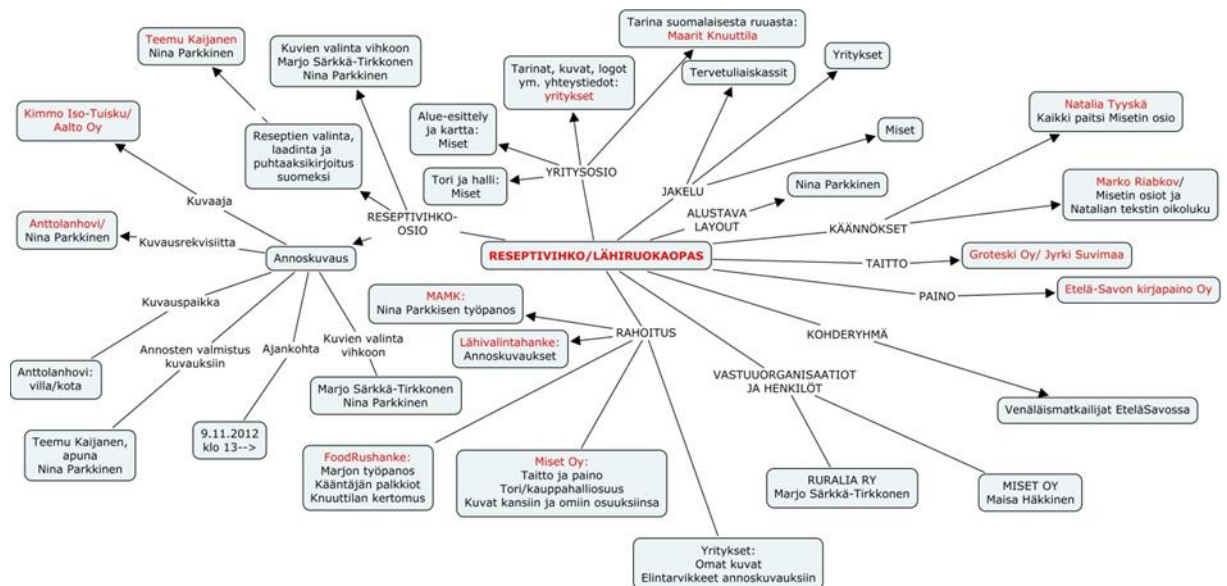 Teemu Kaijanen
Nina Parkkinen
Kuvien valinta vihkoon
Marjo Särkkä-Tirkkonen
Nina Parkkinen
Tarinat, kuvat, logot
ym. yhteystiedot:
yritykset
Tarina suomalaisesta ruuasta:
Maarit Knuuttila
Tervetuliaiskassit
Yritykset
Kimmo Iso-Tuisku/
Aalto Oy
Reseptien valinta,
laadinta ja
puhtaaksikirjoitus
suomeksi
Alue-esittely
ja kartta:
Miset
Tori ja halli:
Miset
YRITYSOSIO
JAKELU
Miset
Natalia Tyyskä
Kaikki paitsi Misetin osio
Nina Parkkinen
Marko Riabkov/
Misetin osiot ja
Natalian tekstin oikoluku
Kuvaaja
RESEPTIVIHKO-
OSIO
ALUSTAVA
LAYOUT
KÄÄNNÖKSET
Anttolanhovi/
Nina Parkkinen
Kuvausrekvisiitta
Annoskuvaus
RESEPTIVIHKO/LÄHIRUOKAOPAS
TAITTO
Groteski Oy/ Jyrki Suvimaa
PAINO
Etelä-Savon kirjapaino Oy
Kuvauspaikka
Annosten valmistus
kuvauksiin
Ajankohta
Kuvien valinta
vihkoon
MAMK:
Nina Parkkisen työpanos
Lähivalintahanke:
Annoskuvaukset
RAHOITUS
KOHDERYHMÄ
VASTUUORGANISAATIOT
JA HENKILÖT
Anttolanhovi:
villa/kota
Marjo Särkkä-Tirkkonen
Nina Parkkinen
Venäläismatkailijat EteläSavossa
Teemu Kaijanen,
apuna
Nina Parkkinen
9.11.2012
klo 13-->
FoodRushanke:
Marjon työpanos
Kääntäjän palkkiot
Knuuttilan kertomus
Miset Oy:
Taitto ja paino
Tori/kauppahalliosuus
Kuvat kansiin ja omiin osuuksiinsa
RURALIA RY
Marjo Särkkä-Tirkkonen
MISET OY
Maisa Häkkinen
Yritykset:
Omat kuvat
Elintarvikkeet annoskuvauksiin